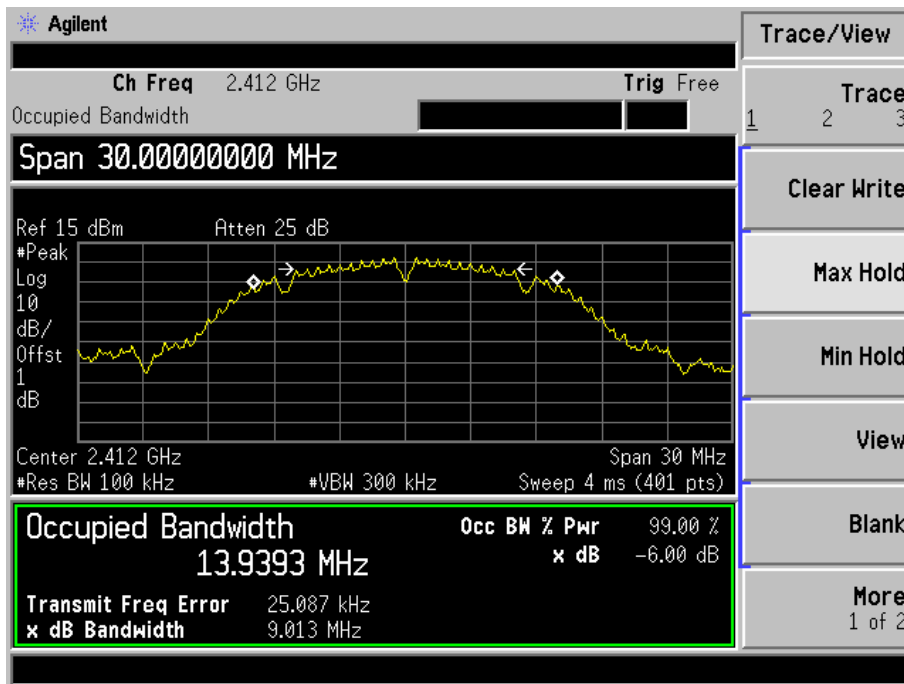 Agilent
Trace/View
Ch Freq 2.412 GHz Trig Free
Occupied Bandwidth
Span 30.00000000 MHz
Ref 15 dBm Atten 25 dB
#Peak
Log
10
dB/
Offst
1
dB
Center 2.412 GHz Span 30 MHz
#Res BW 100 kHz #VBW 300 kHz Sweep 4 ms (401 pts)
Occupied Bandwidth Occ BW % Pwr 99.00 %
13.9393 MHz x dB -6.00 dB
Transmit Freq Error 25.087 kHz
x dB Bandwidth 9.013 MHz
Trace
1 2 3
Clear Write
Max Hold
Min Hold
View
Blank
More
1 of 2